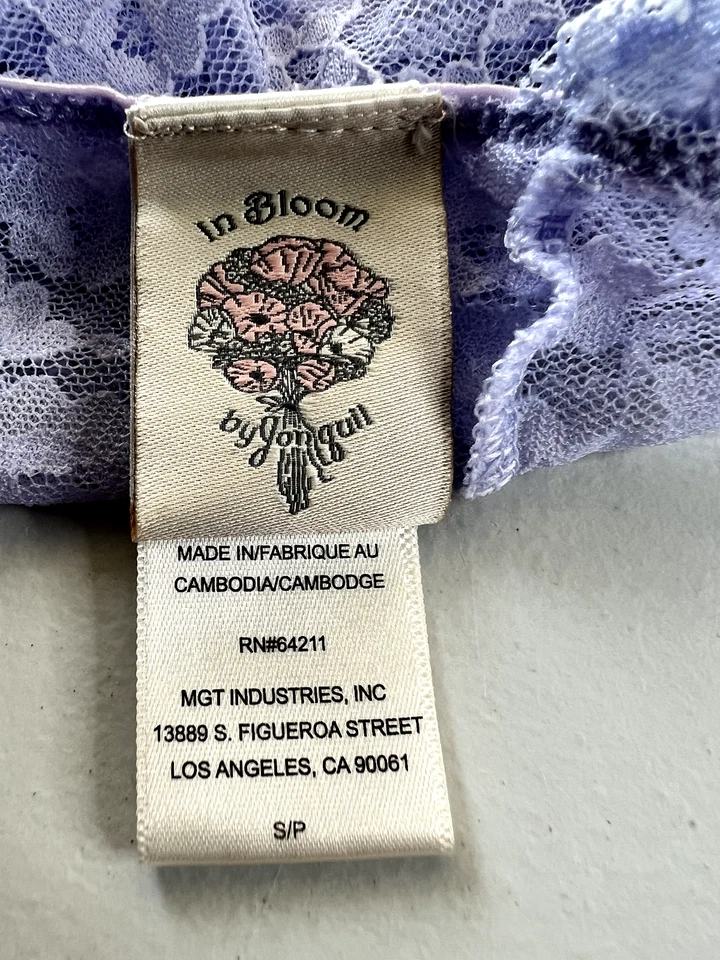 In Bloom
by Jonquil
MADE IN/FABRIQUE AU
CAMBODIA/CAMBODGE
RN#64211
MGT INDUSTRIES, INC
13889 S. FIGUEROA STREET
LOS ANGELES, CA 90061
S/P